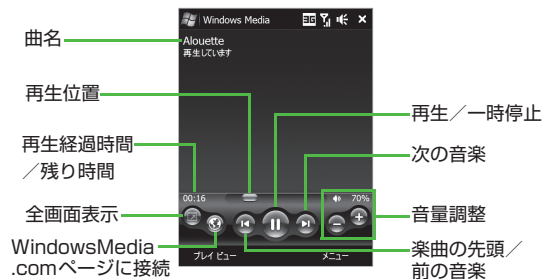 Windows Media
3G
曲名
Alouette
再生しています
再生位置
再生/一時停止
再生経過時間
/残り時間
次の音楽
00:16
70%
全画面表示
音量調整
WindowsMedia
.comページに接続
プレイ ビュー
メニュー
楽曲の先頭/
前の音楽